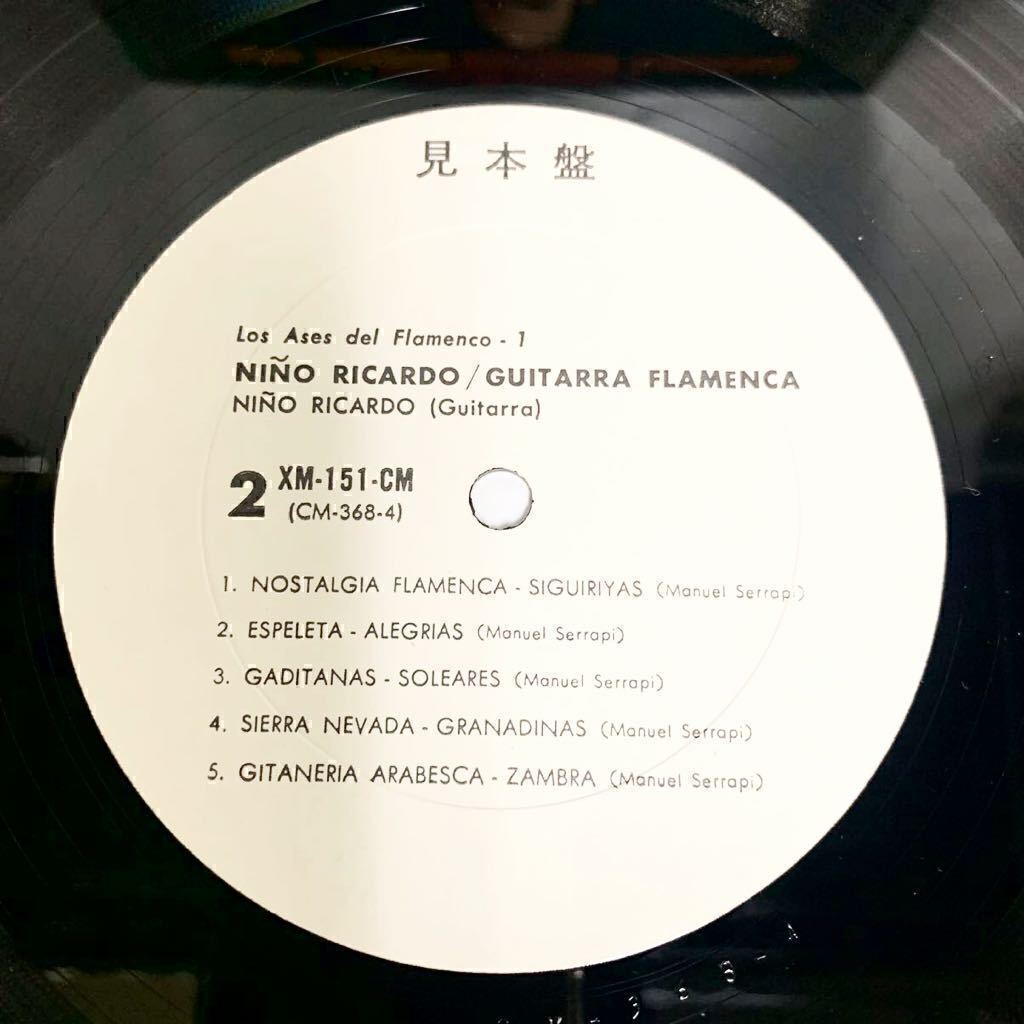 見本盤
Los Ases del Flamenco - 1
NIÑO RICARDO / GUITARRA FLAMENCA
NIÑO RICARDO (Guitarra)
2 XM-151-CM
(CM-368-4)
1. NOSTALGIA FLAMENCA - SIGUIRIYAS (Manuel Serrapi)
2. ESPELETA - ALEGRIAS (Manuel Serrapi)
3. GADITANAS - SOLEARES (Manuel Serrapi)
4. SIERRA NEVADA - GRANADINAS (Manuel Serrapi)
5. GITANERIA ARABESCA - ZAMBRA (Manuel Serrapi)